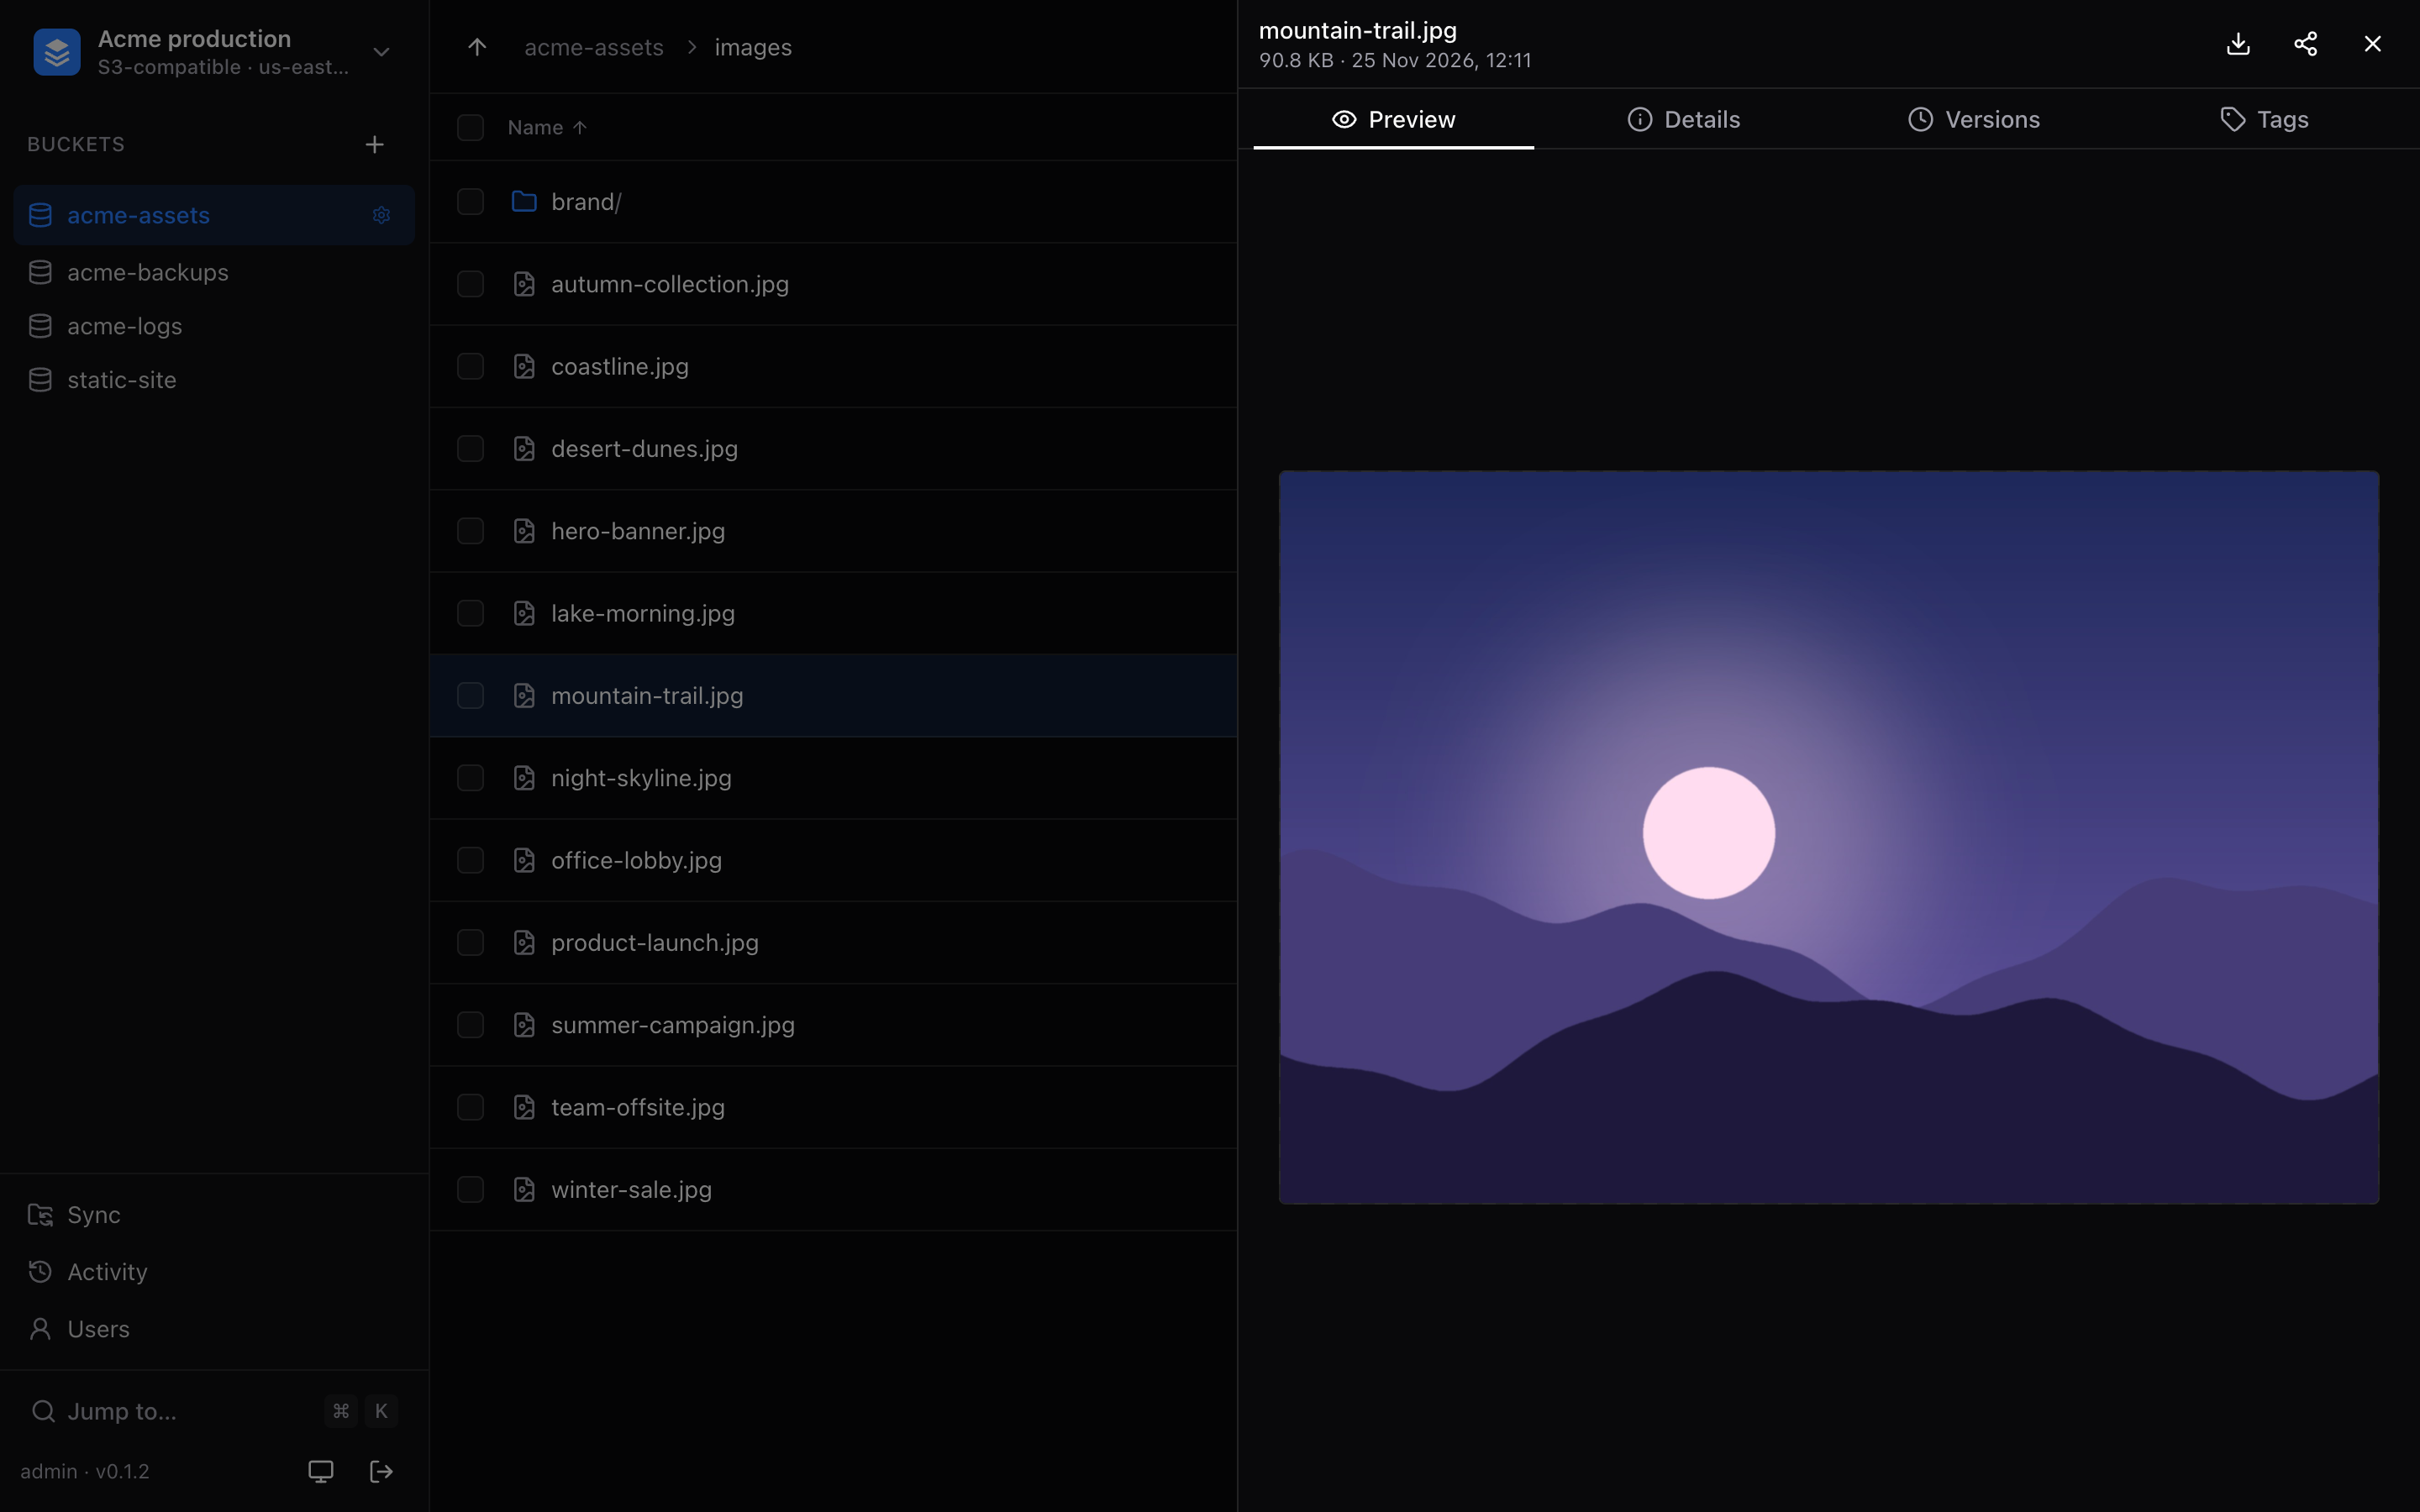 Acme production
S3-compatible · us-east...
BUCKETS
acme-assets
acme-backups
acme-logs
static-site
Sync
Activity
Users
Jump to...
⌘ K
admin · v0.1.2
acme-assets > images
Name ↑
brand/
autumn-collection.jpg
coastline.jpg
desert-dunes.jpg
hero-banner.jpg
lake-morning.jpg
mountain-trail.jpg
night-skyline.jpg
office-lobby.jpg
product-launch.jpg
summer-campaign.jpg
team-offsite.jpg
winter-sale.jpg
mountain-trail.jpg
90.8 KB · 25 Nov 2026, 12:11
Preview
Details
Versions
Tags